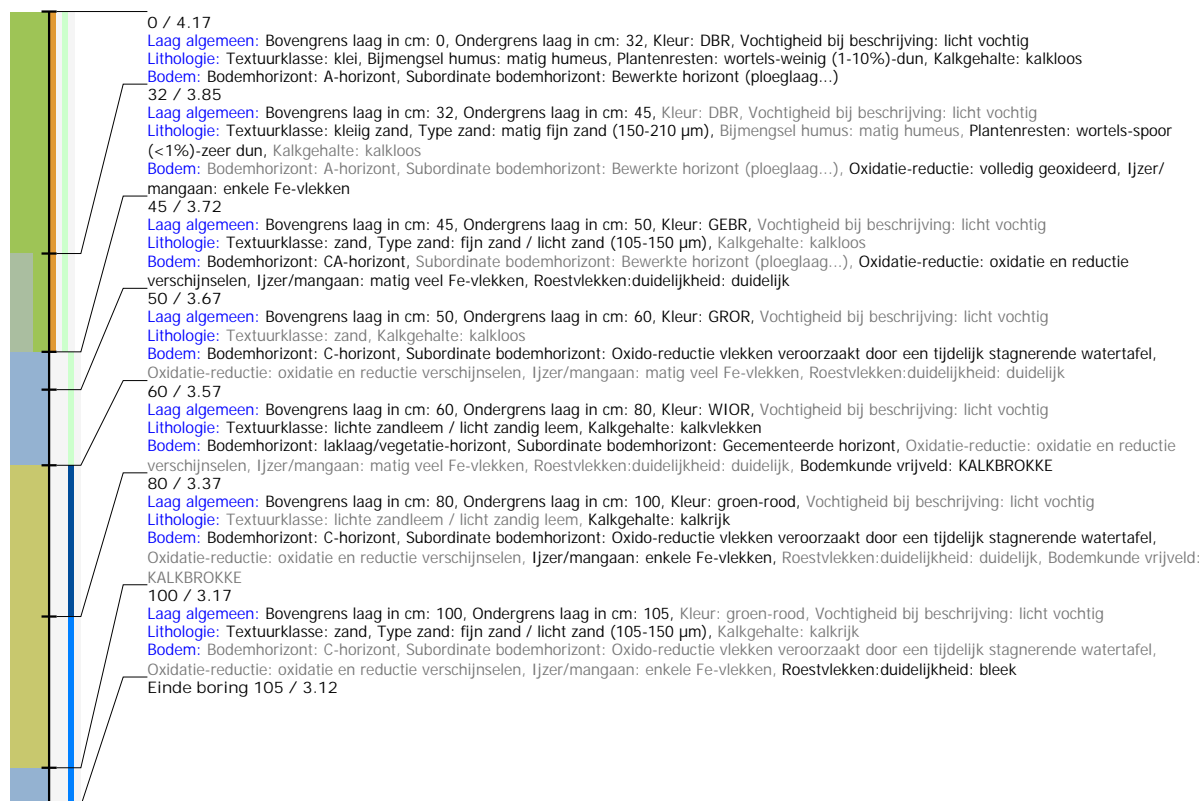 0 / 4.17
Laag algemeen: Bovengrens laag in cm: 0, Ondergrens laag in cm: 32, Kleur: DBR, Vochtigheid bij beschrijving: licht vochtig
Lithologie: Textuurklasse: klei, Bijmengsel humus: matig humeus, Plantenresten: wortels-weinig (1-10%)-dun, Kalkgehalte: kalkloos
Bodem: Bodemhorizont: A-horizont, Subordinate bodemhorizont: Bewerkte horizont (ploeglaag...)
32 / 3.85
Laag algemeen: Bovengrens laag in cm: 32, Ondergrens laag in cm: 45, Kleur: DBR, Vochtigheid bij beschrijving: licht vochtig
Lithologie: Textuurklasse: kleiig zand, Type zand: matig fijn zand (150-210 µm), Bijmengsel humus: matig humeus, Plantenresten: wortels-spoor
(<1%)-zeer dun, Kalkgehalte: kalkloos
Bodem: Bodemhorizont: A-horizont, Subordinate bodemhorizont: Bewerkte horizont (ploeglaag...), Oxidatie-reductie: volledig geoxideerd, Ijzer/
mangaan: enkele Fe-vlekken
45 / 3.72
Laag algemeen: Bovengrens laag in cm: 45, Ondergrens laag in cm: 50, Kleur: GEBR, Vochtigheid bij beschrijving: licht vochtig
Lithologie: Textuurklasse: zand, Type zand: fijn zand / licht zand (105-150 µm), Kalkgehalte: kalkloos
Bodem: Bodemhorizont: CA-horizont, Subordinate bodemhorizont: Bewerkte horizont (ploeglaag...), Oxidatie-reductie: oxidatie en reductie
verschijnselen, Ijzer/mangaan: matig veel Fe-vlekken, Roestvlekken:duidelijkheid: duidelijk
50 / 3.67
Laag algemeen: Bovengrens laag in cm: 50, Ondergrens laag in cm: 60, Kleur: GROR, Vochtigheid bij beschrijving: licht vochtig
Lithologie: Textuurklasse: zand, Kalkgehalte: kalkloos
Bodem: Bodemhorizont: C-horizont, Subordinate bodemhorizont: Oxido-reductie vlekken veroorzaakt door een tijdelijk stagnerende watertafel,
Oxidatie-reductie: oxidatie en reductie verschijnselen, Ijzer/mangaan: matig veel Fe-vlekken, Roestvlekken:duidelijkheid: duidelijk
60 / 3.57
Laag algemeen: Bovengrens laag in cm: 60, Ondergrens laag in cm: 80, Kleur: WIOR, Vochtigheid bij beschrijving: licht vochtig
Lithologie: Textuurklasse: lichte zandleem / licht zandig leem, Kalkgehalte: kalkvlekken
Bodem: Bodemhorizont: laklaag/vegetatie-horizont, Subordinate bodemhorizont: Gecementeerde horizont, Oxidatie-reductie: oxidatie en reductie
verschijnselen, Ijzer/mangaan: matig veel Fe-vlekken, Roestvlekken:duidelijkheid: duidelijk, Bodemkunde vrijveld: KALKBROKKE
80 / 3.37
Laag algemeen: Bovengrens laag in cm: 80, Ondergrens laag in cm: 100, Kleur: groen-rood, Vochtigheid bij beschrijving: licht vochtig
Lithologie: Textuurklasse: lichte zandleem / licht zandig leem, Kalkgehalte: kalkrijk
Bodem: Bodemhorizont: C-horizont, Subordinate bodemhorizont: Oxido-reductie vlekken veroorzaakt door een tijdelijk stagnerende watertafel,
Oxidatie-reductie: oxidatie en reductie verschijnselen, Ijzer/mangaan: enkele Fe-vlekken, Roestvlekken:duidelijkheid: duidelijk, Bodemkunde vrijveld:
KALKBROKKE
100 / 3.17
Laag algemeen: Bovengrens laag in cm: 100, Ondergrens laag in cm: 105, Kleur: groen-rood, Vochtigheid bij beschrijving: licht vochtig
Lithologie: Textuurklasse: zand, Type zand: fijn zand / licht zand (105-150 µm), Kalkgehalte: kalkrijk
Bodem: Bodemhorizont: C-horizont, Subordinate bodemhorizont: Oxido-reductie vlekken veroorzaakt door een tijdelijk stagnerende watertafel,
Oxidatie-reductie: oxidatie en reductie verschijnselen, Ijzer/mangaan: enkele Fe-vlekken, Roestvlekken:duidelijkheid: bleek
Einde boring 105 / 3.12